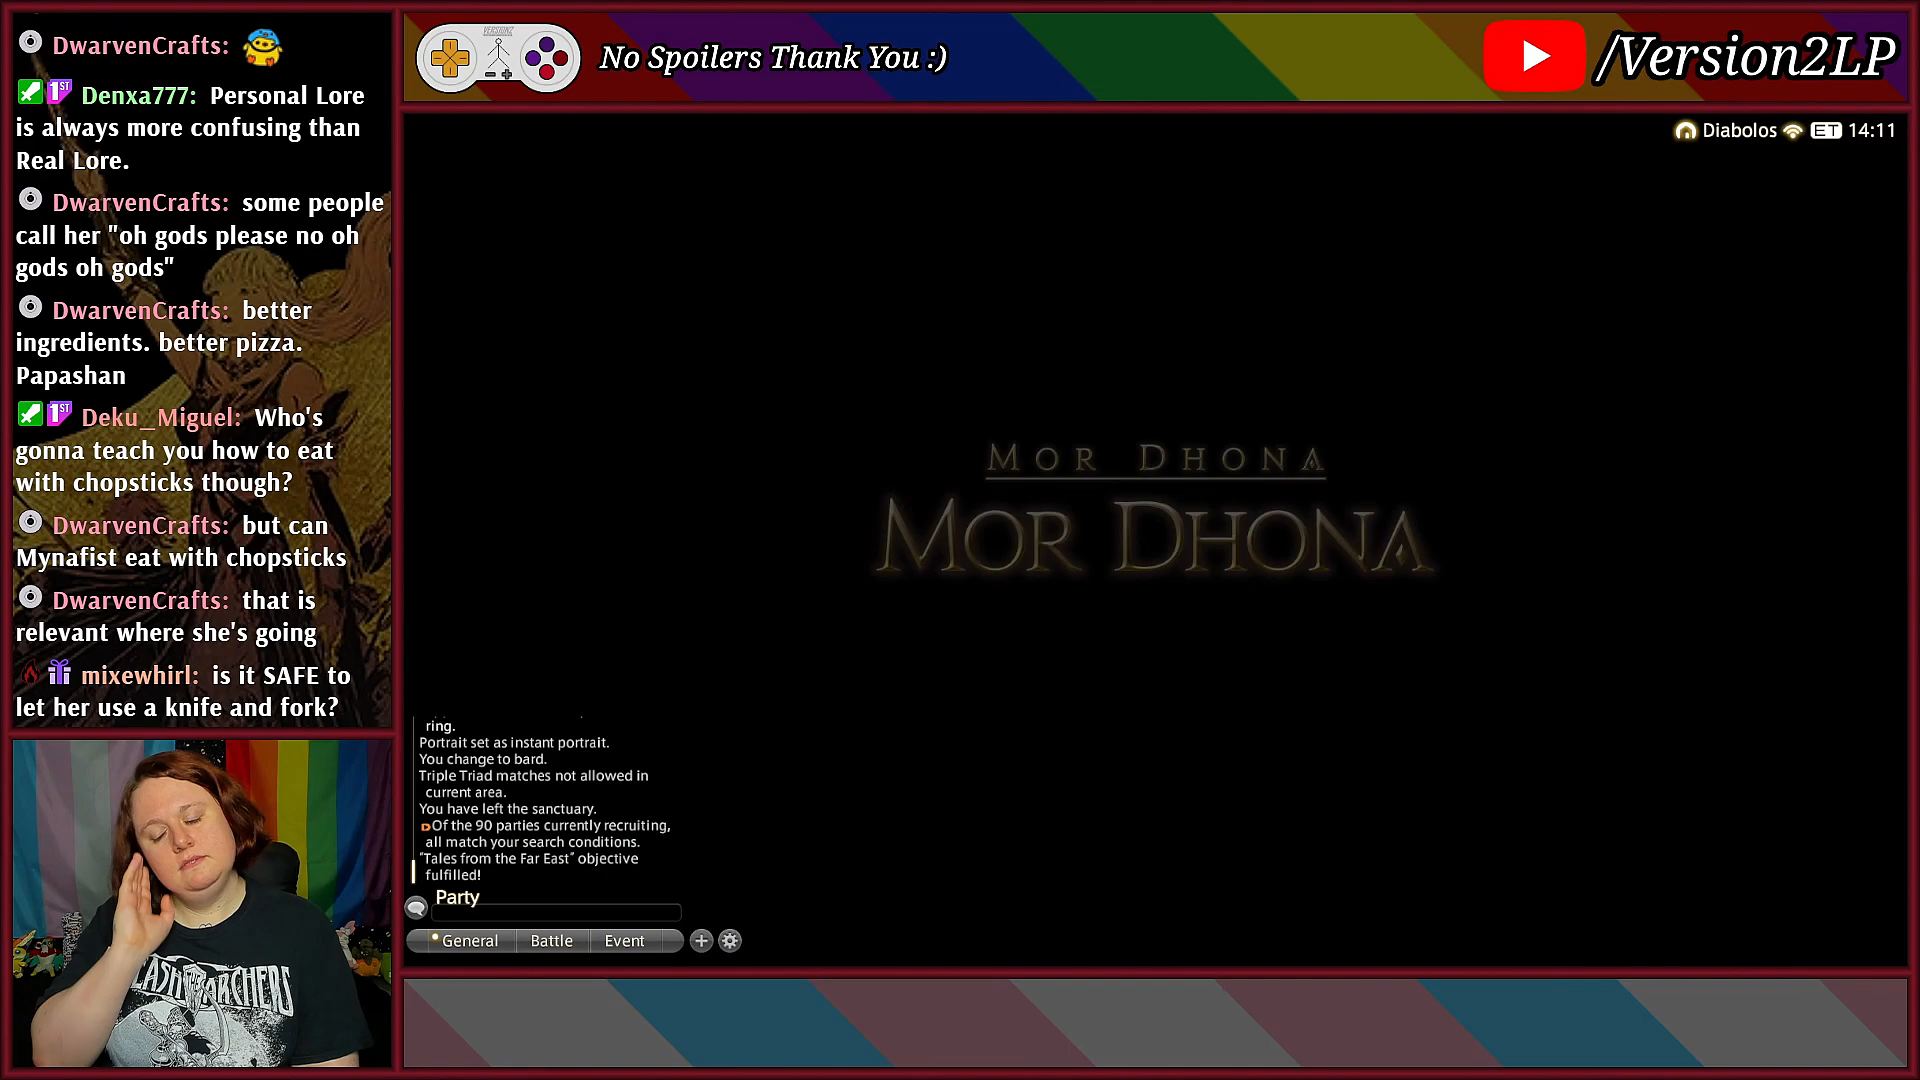 DwarvenCrafts:
1ST Denxa777: Personal Lore
is always more confusing than
Real Lore.
DwarvenCrafts: some people
call her "oh gods please no oh
gods oh gods"
DwarvenCrafts: better
ingredients. better pizza.
Papashan
1ST Deku_Miguel: Who's
gonna teach you how to eat
with chopsticks though?
DwarvenCrafts: but can
Mynafist eat with chopsticks
DwarvenCrafts: that is
relevant where she's going
mixewhirl: is it SAFE to
let her use a knife and fork?
VERSION2
No Spoilers Thank You :)
/Version2LP
Diabolos ET 14:11
MOR DHONA
MOR DHONA
ring.
Portrait set as instant portrait.
You change to bard.
Triple Triad matches not allowed in
current area.
You have left the sanctuary.
Of the 90 parties currently recruiting,
all match your search conditions.
"Tales from the Far East" objective
fulfilled!
Party
General Battle Event